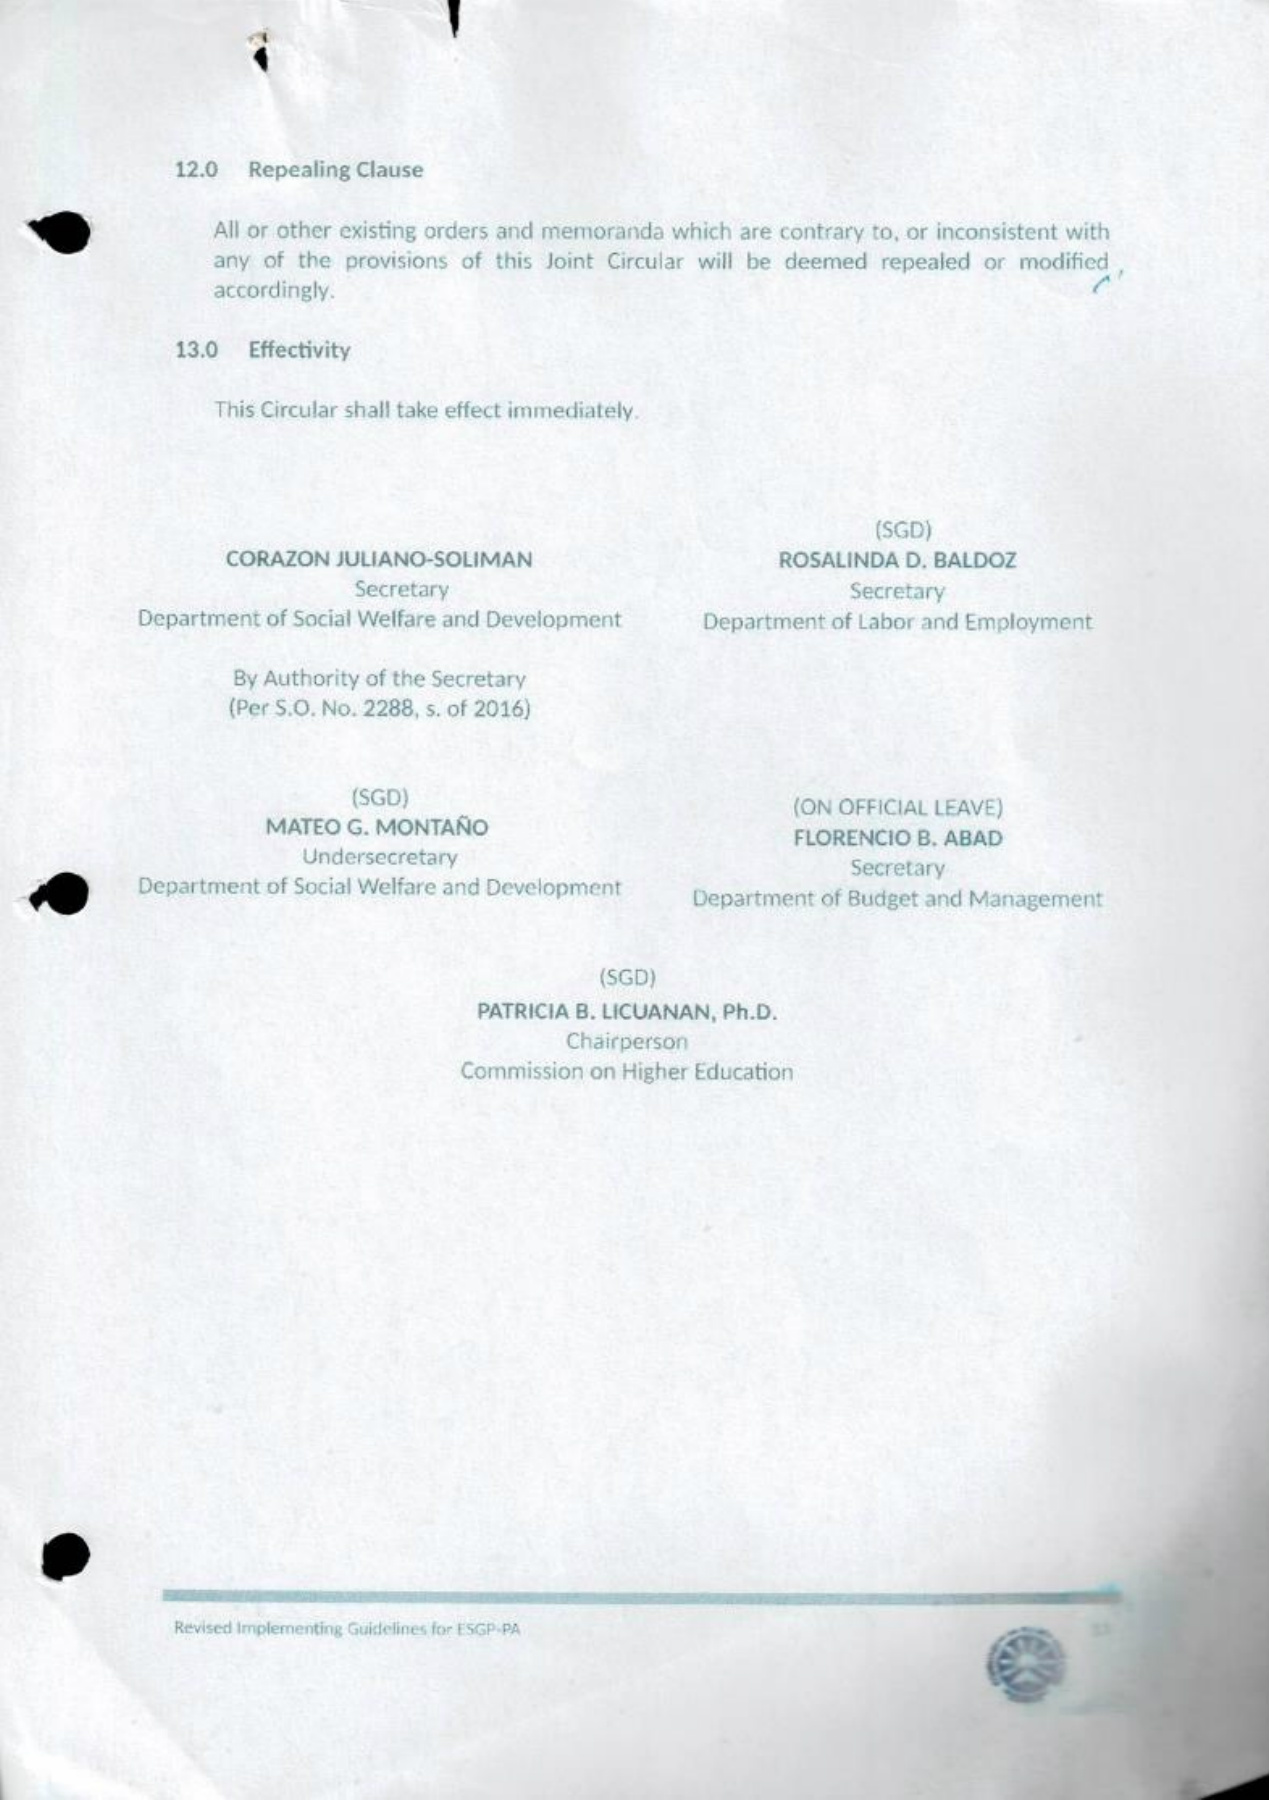 12.0 Repealing Clause
All or other existing orders and memoranda which are contrary to, or inconsistent with
any of the provisions of this Joint Circular will be deemed repealed or modified
accordingly.
13.0 Effectivity
This Circular shall take effect immediately.
CORAZON JULIANO-SOLIMAN
Secretary
Department of Social Welfare and Development
By Authority of the Secretary
(Per S.O. No. 2288, s. of 2016)
(SGD)
ROSALINDA D. BALDOZ
Secretary
Department of Labor and Employment
(SGD)
MATEO G. MONTAÑO
Undersecretary
Department of Social Welfare and Development
(ON OFFICIAL LEAVE)
FLORENCIO B. ABAD
Secretary
Department of Budget and Management
(SGD)
PATRICIA B. LICUANAN, Ph.D.
Chairperson
Commission on Higher Education
Revised Implementing Guidelines for ESGP-PA